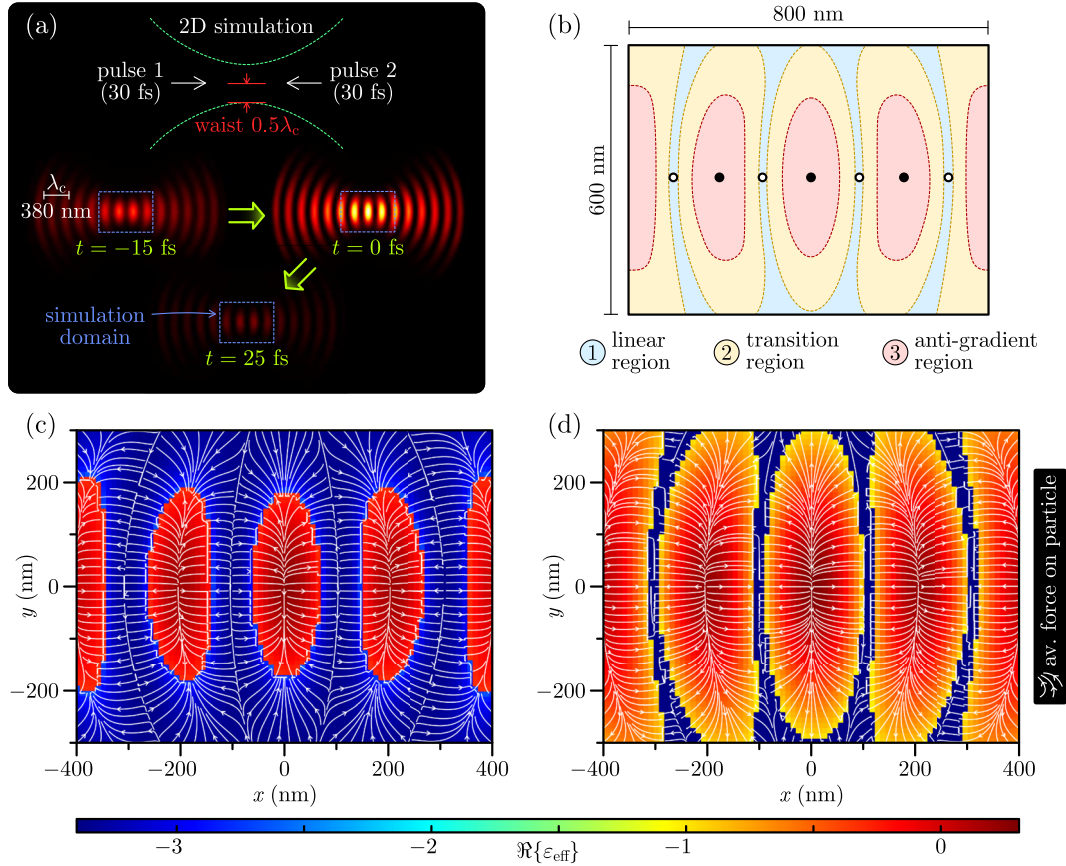 (a)
2D simulation
pulse 1
(30 fs)
pulse 2
(30 fs)
waist 0.5λc
λc
380 nm
t = −15 fs
t = 0 fs
simulation
domain
t = 25 fs
(b)
800 nm
600 nm
1 linear
region
2 transition
region
3 anti-gradient
region
(c)
200
0
−200
y (nm)
−400
−200
0
200
400
x (nm)
(d)
200
0
−200
y (nm)
−400
−200
0
200
400
x (nm)
av. force on particle
−3
−2
ℜ{εeff}
−1
0